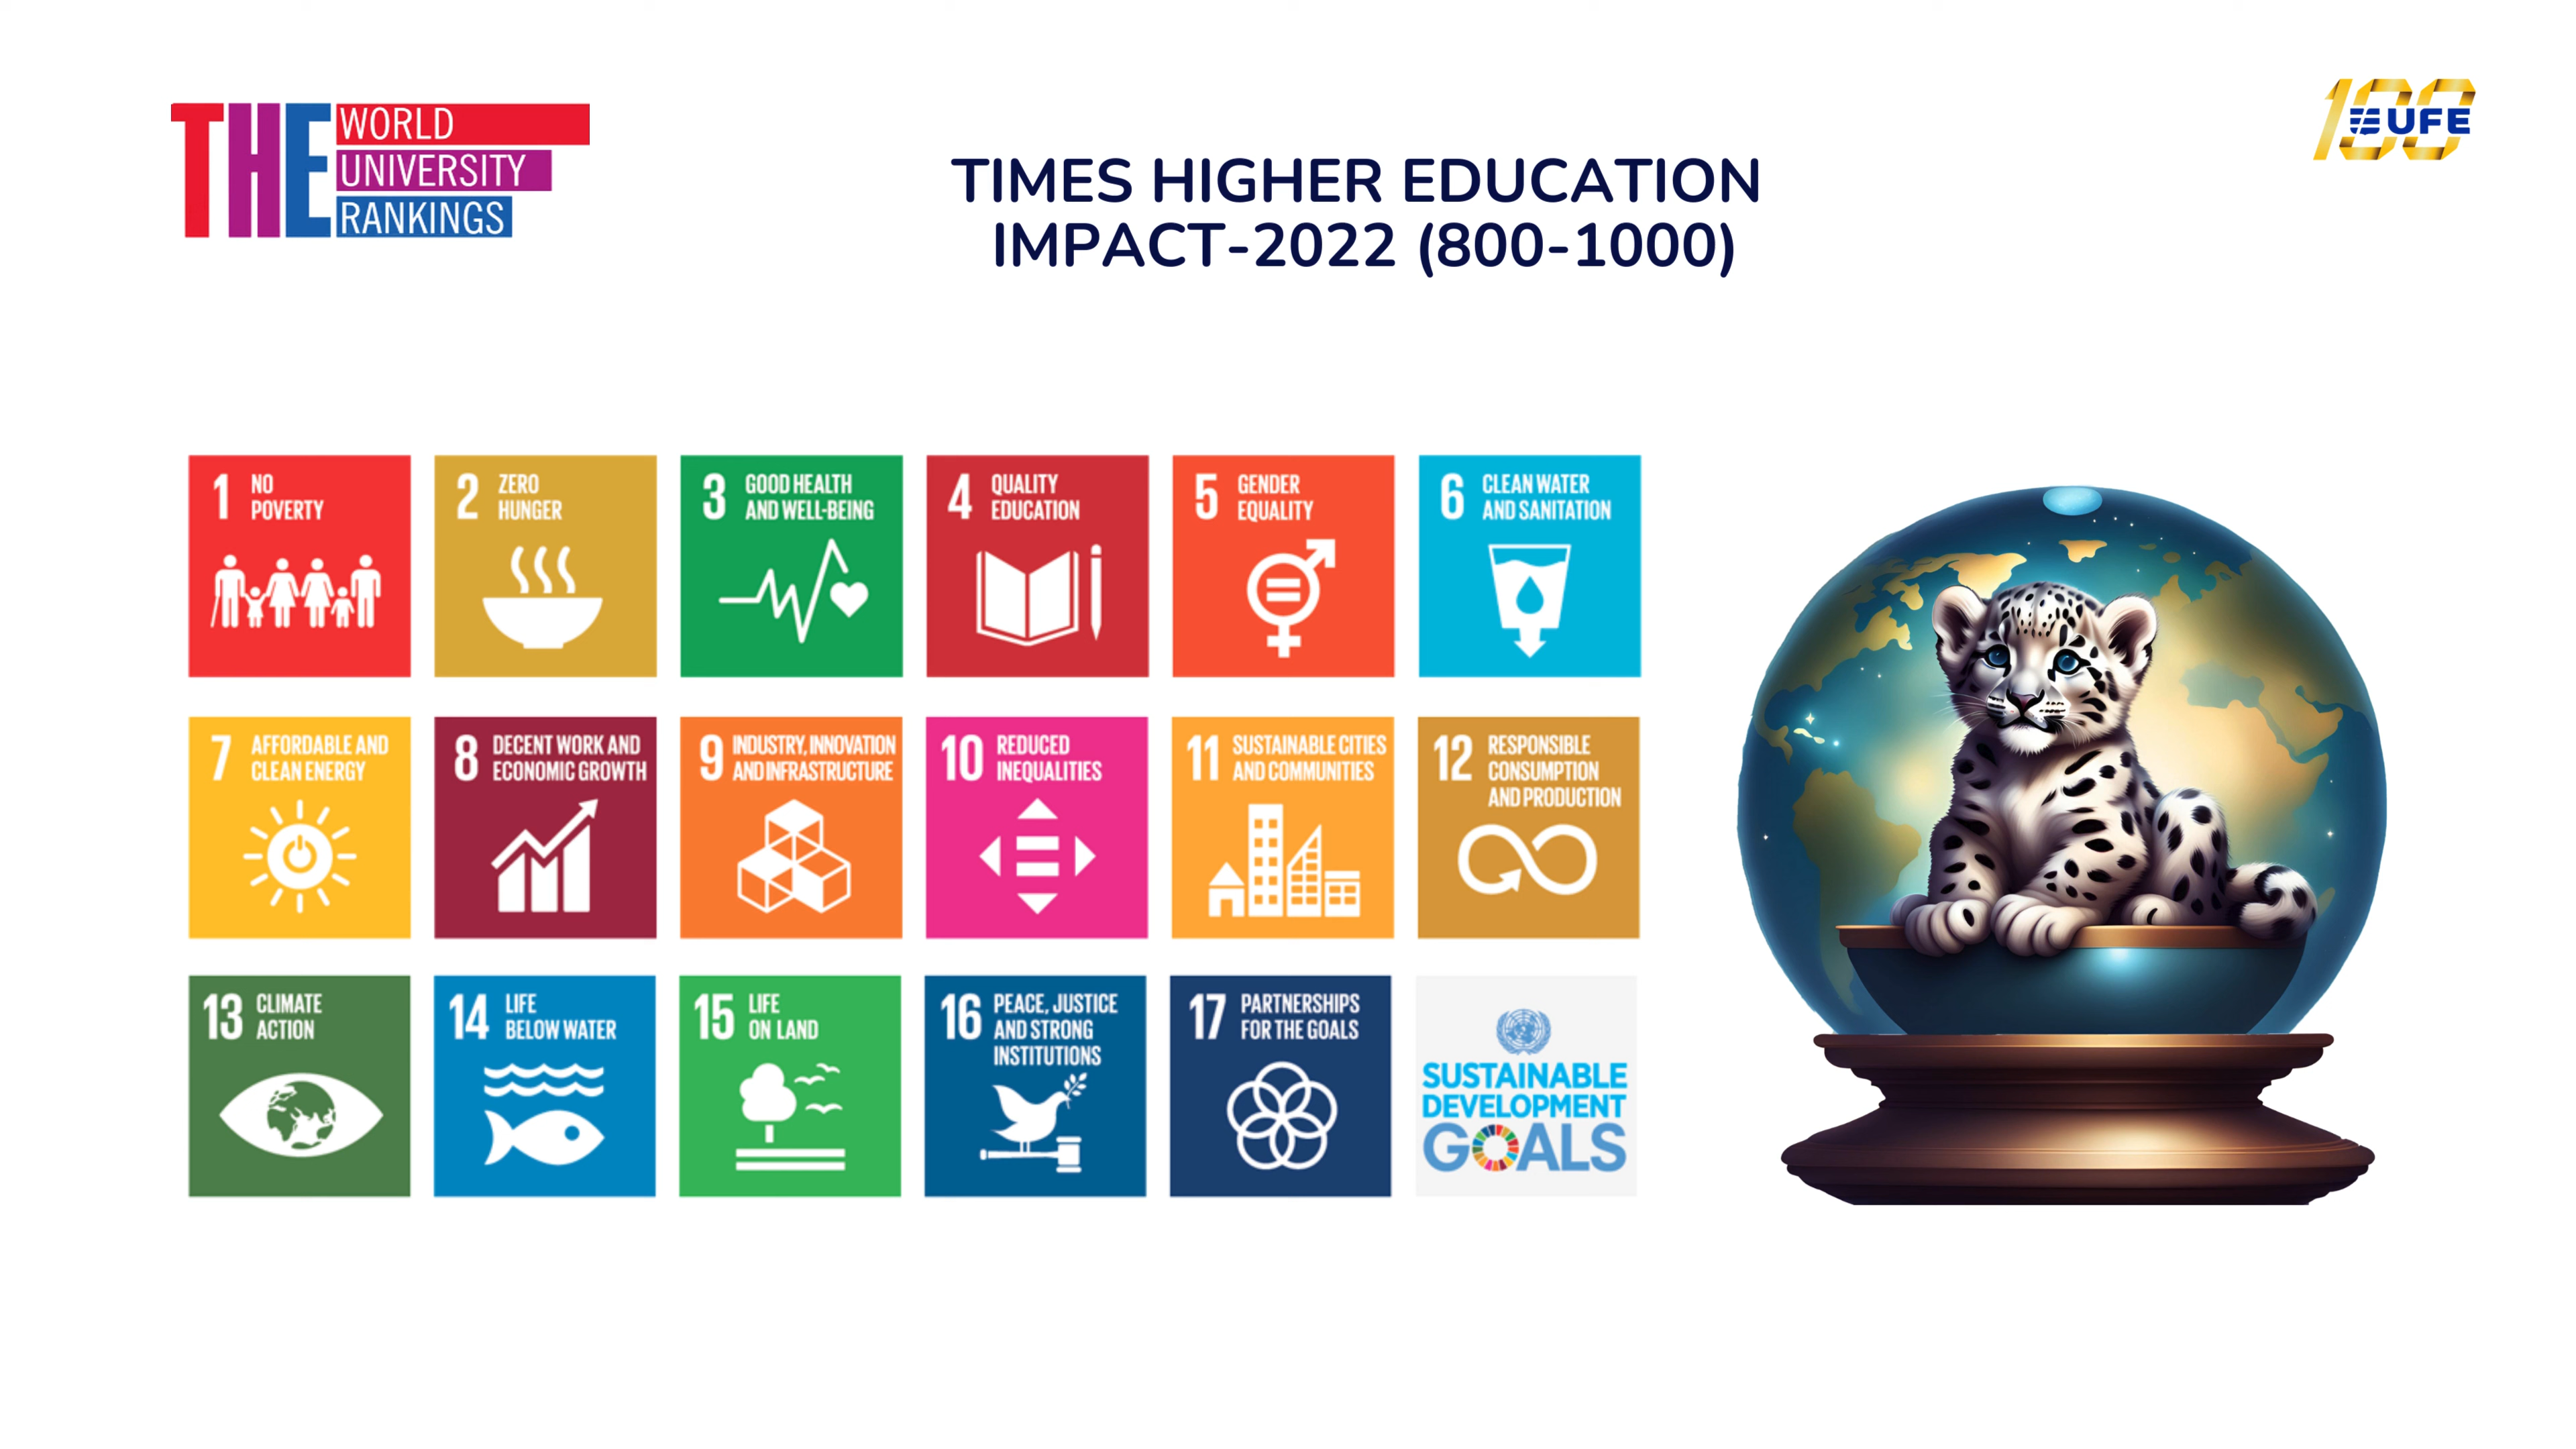 THE WORLD
UNIVERSITY
RANKINGS
100
UFE
TIMES HIGHER EDUCATION
IMPACT-2022 (800-1000)
1 NO
POVERTY
2 ZERO
HUNGER
3 GOOD HEALTH
AND WELL-BEING
4 QUALITY
EDUCATION
5 GENDER
EQUALITY
6 CLEAN WATER
AND SANITATION
7 AFFORDABLE AND
CLEAN ENERGY
8 DECENT WORK AND
ECONOMIC GROWTH
9 INDUSTRY, INNOVATION
AND INFRASTRUCTURE
10 REDUCED
INEQUALITIES
11 SUSTAINABLE CITIES
AND COMMUNITIES
12 RESPONSIBLE
CONSUMPTION
AND PRODUCTION
13 CLIMATE
ACTION
14 LIFE
BELOW WATER
15 LIFE
ON LAND
16 PEACE, JUSTICE
AND STRONG
INSTITUTIONS
17 PARTNERSHIPS
FOR THE GOALS
SUSTAINABLE
DEVELOPMENT
GOALS